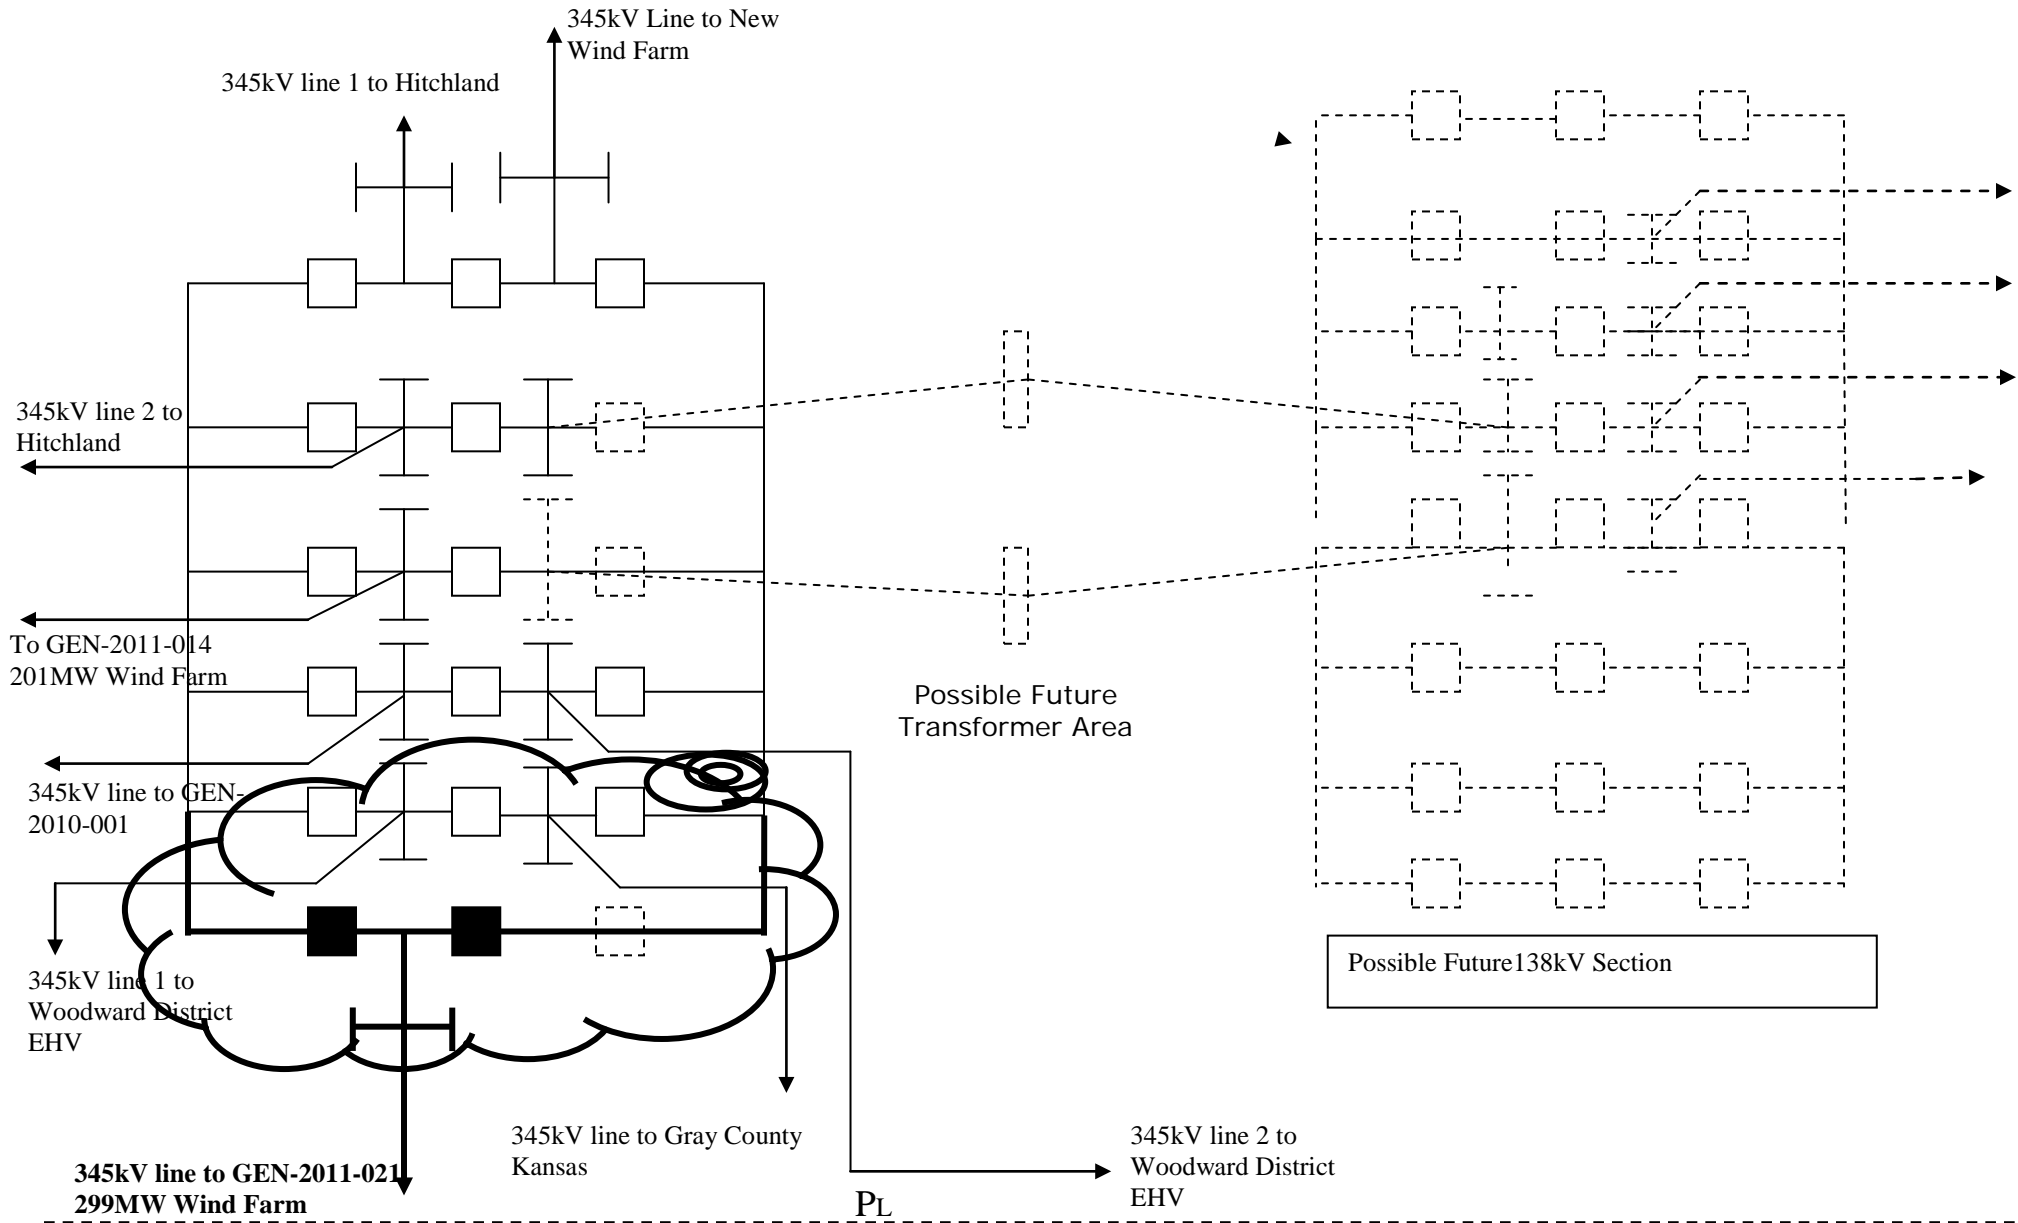 345kV Line to New
Wind Farm
345kV line 1 to Hitchland
345kV line 2 to
Hitchland
To GEN-2011-014
201MW Wind Farm
Possible Future
Transformer Area
345kV line to GEN-
2010-001
345kV line 1 to
Woodward District
EHV
Possible Future138kV Section
345kV line to Gray County
Kansas
345kV line 2 to
Woodward District
EHV
345kV line to GEN-2011-021
299MW Wind Farm
PL